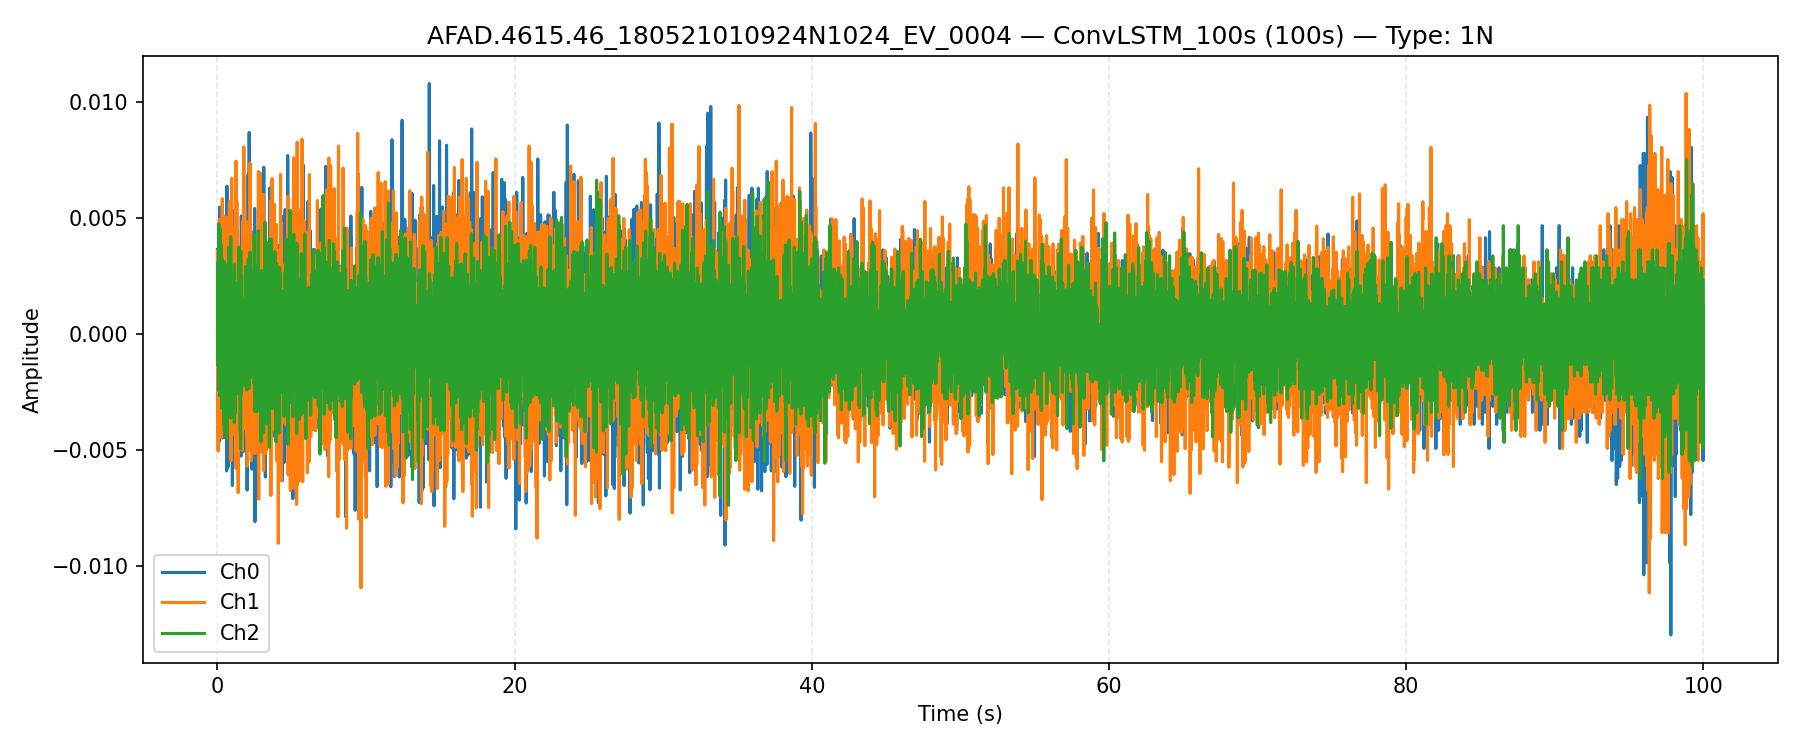 AFAD.4615.46_180521010924N1024_EV_0004 — ConvLSTM_100s (100s) — Type: 1N
Amplitude
0.010
0.005
0.000
−0.005
−0.010
Ch0
Ch1
Ch2
0 20 40 60 80 100
Time (s)